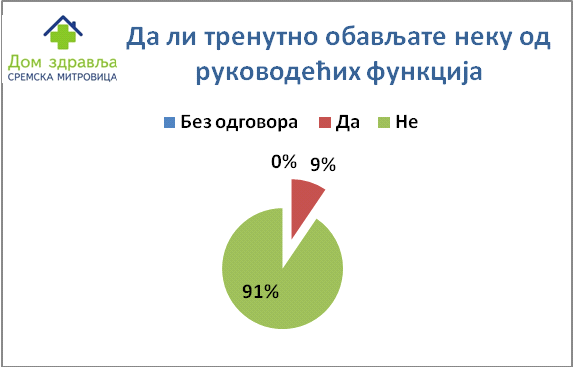 Дом здравља
СРЕМСКА МИТРОВИЦА
Да ли тренутно обављате неку од
руководећих функција
Без одговора Да Не
0% 9%
91%